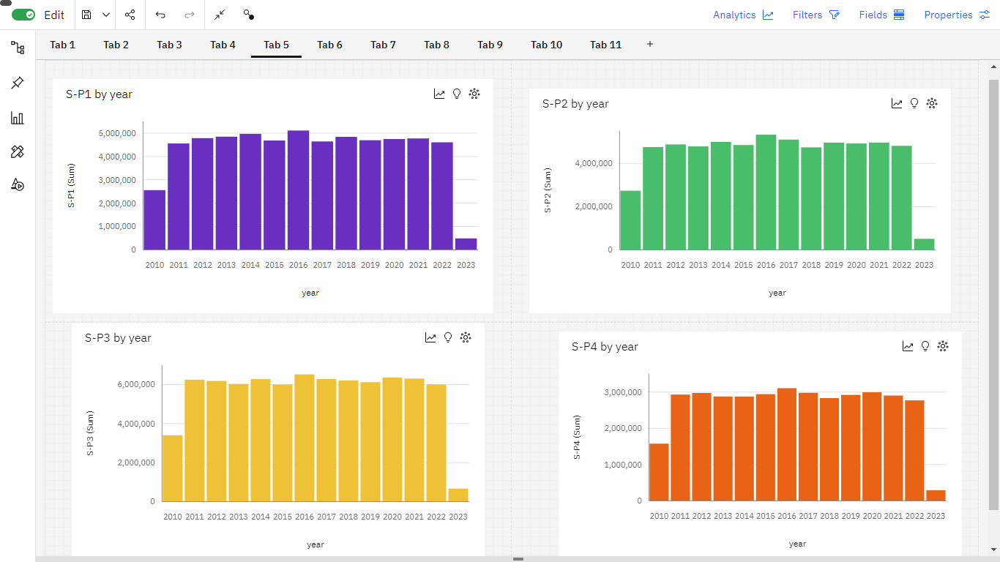 Edit
Analytics
Filters
Fields
Properties
Tab 1
Tab 2
Tab 3
Tab 4
Tab 5
Tab 6
Tab 7
Tab 8
Tab 9
Tab 10
Tab 11
+
S-P1 by year
S-P1 (Sum)
5,000,000
4,000,000
3,000,000
2,000,000
1,000,000
0
2010 2011 2012 2013 2014 2015 2016 2017 2018 2019 2020 2021 2022 2023
year
S-P2 by year
S-P2 (Sum)
4,000,000
2,000,000
0
2010 2011 2012 2013 2014 2015 2016 2017 2018 2019 2020 2021 2022 2023
year
S-P3 by year
S-P3 (Sum)
6,000,000
4,000,000
2,000,000
0
2010 2011 2012 2013 2014 2015 2016 2017 2018 2019 2020 2021 2022 2023
year
S-P4 by year
S-P4 (Sum)
3,000,000
2,000,000
1,000,000
0
2010 2011 2012 2013 2014 2015 2016 2017 2018 2019 2020 2021 2022 2023
year